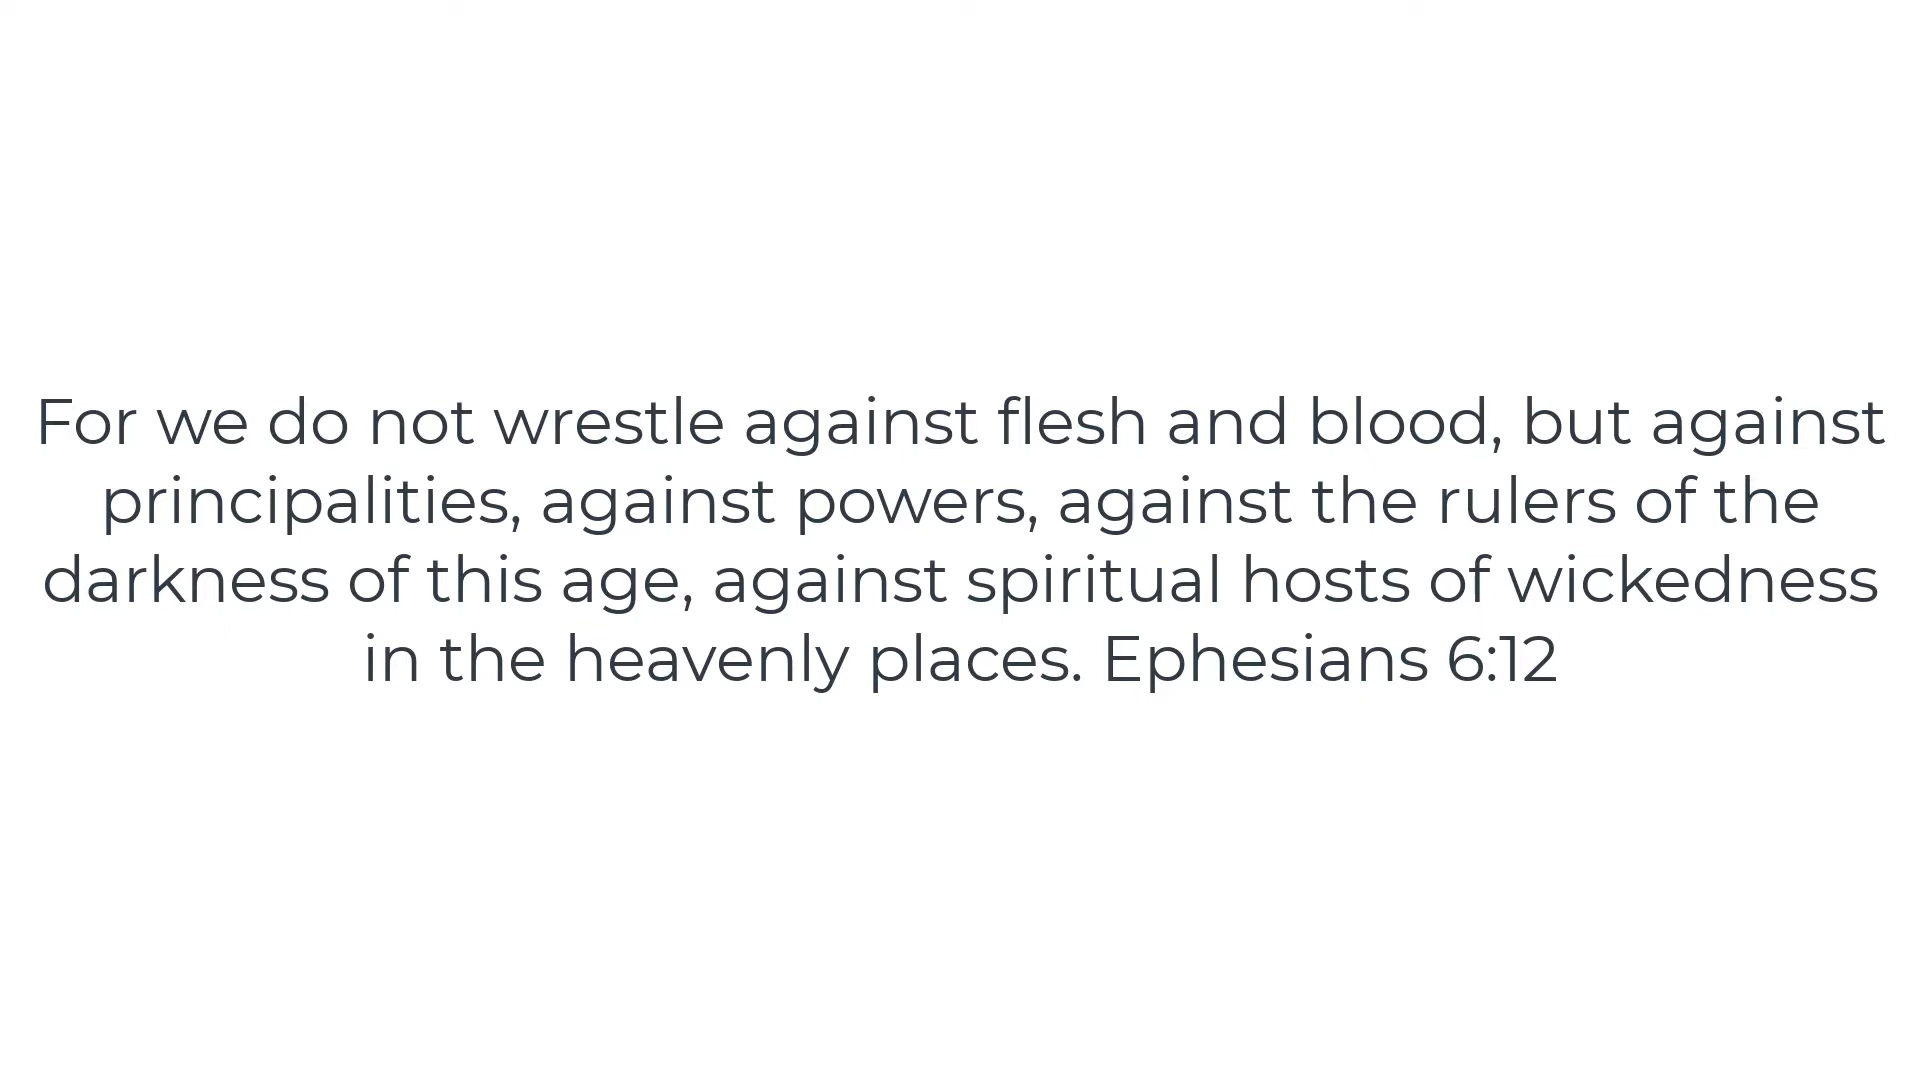 For we do not wrestle against flesh and blood, but against
principalities, against powers, against the rulers of the
darkness of this age, against spiritual hosts of wickedness
in the heavenly places. Ephesians 6:12